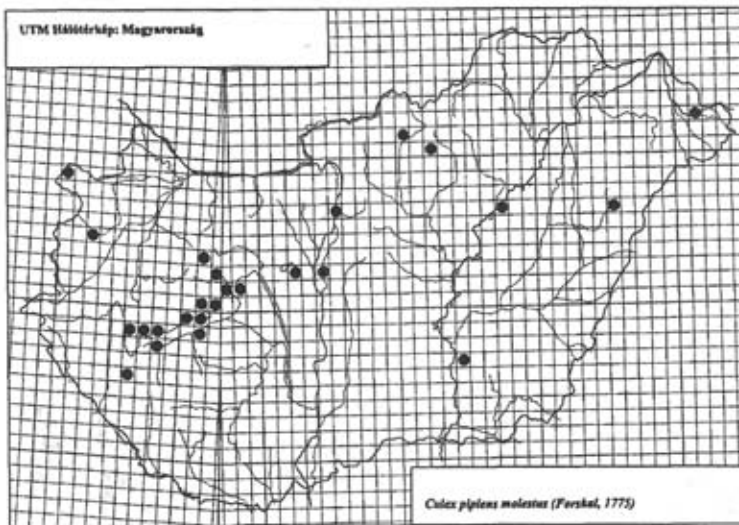 UTM Hálótérkép: Magyarország
Culex pipiens molestus (Forskal, 1775)